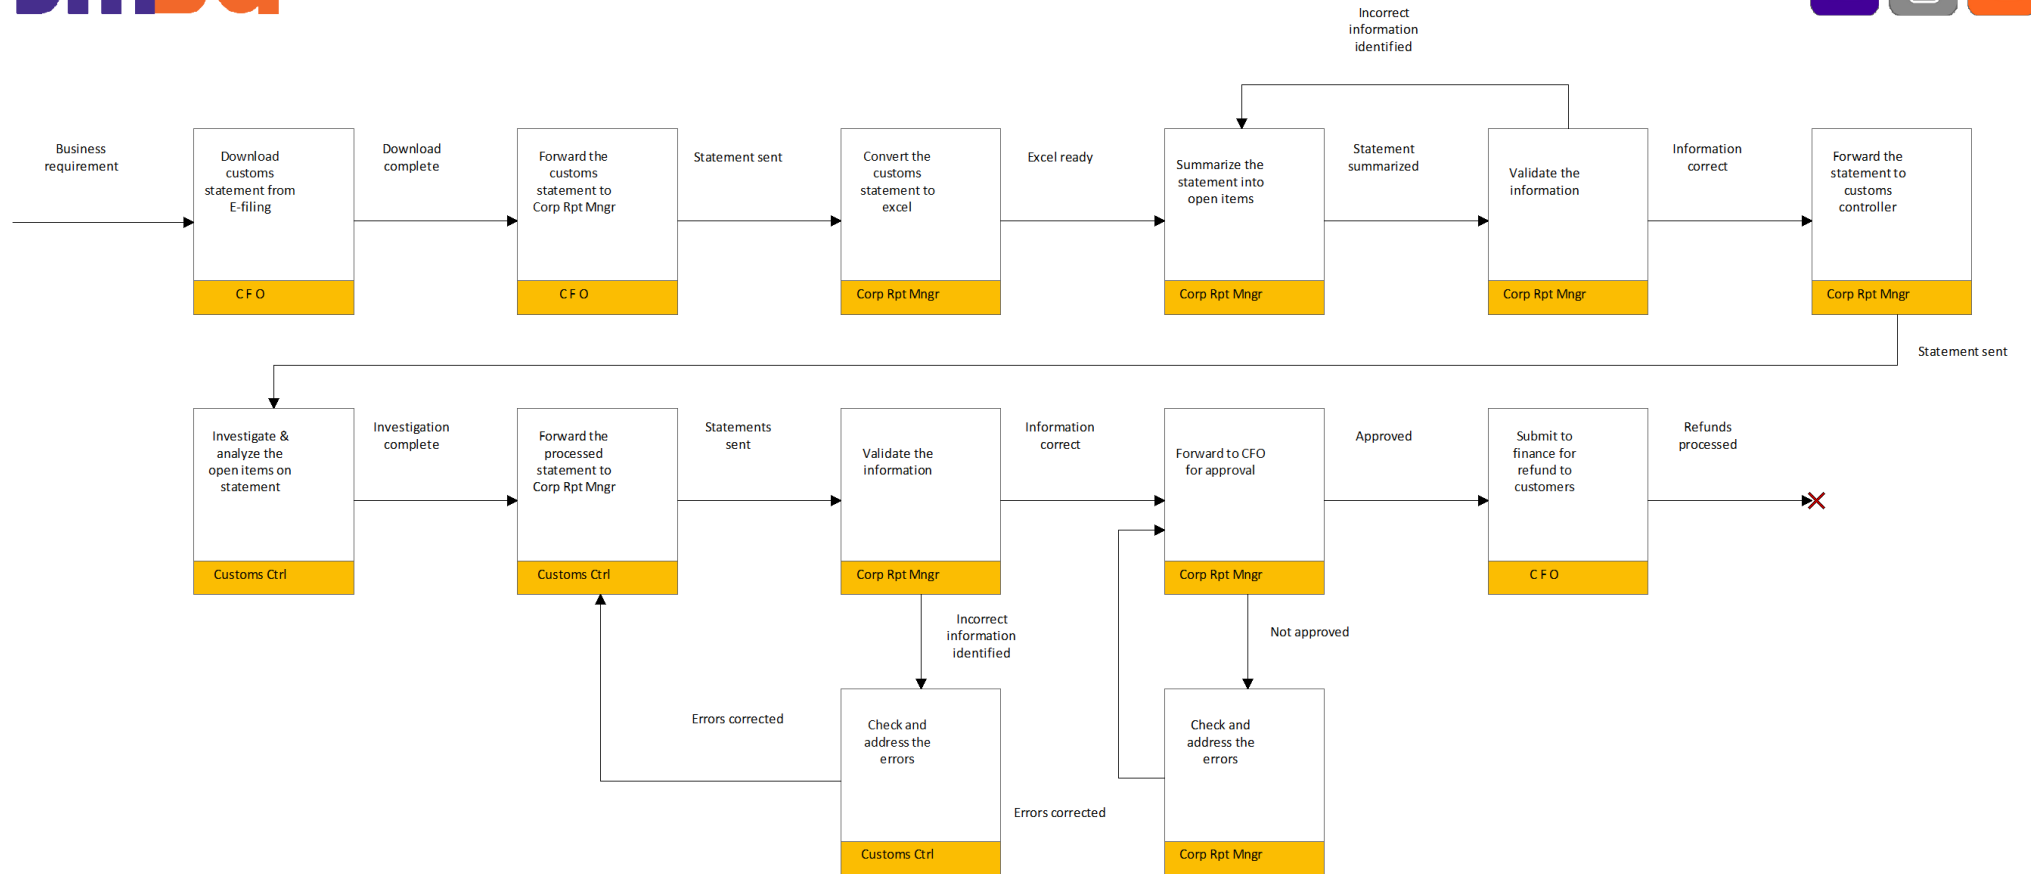 Incorrect
information
identified
Business
requirement
Download
customs
statement from
E-filing
CFO
Download
complete
Forward the
customs
statement to
Corp Rpt Mngr
CFO
Statement sent
Convert the
customs
statement to
excel
Corp Rpt Mngr
Excel ready
Summarize the
statement into
open items
Corp Rpt Mngr
Statement
summarized
Validate the
information
Corp Rpt Mngr
Information
correct
Forward the
statement to
customs
controller
Corp Rpt Mngr
Statement sent
Investigate &
analyze the
open items on
statement
Customs Ctrl
Investigation
complete
Forward the
processed
statement to
Corp Rpt Mngr
Customs Ctrl
Statements
sent
Validate the
information
Corp Rpt Mngr
Information
correct
Forward to CFO
for approval
Corp Rpt Mngr
Approved
Submit to
finance for
refund to
customers
CFO
Refunds
processed
Incorrect
information
identified
Not approved
Errors corrected
Check and
address the
errors
Customs Ctrl
Errors corrected
Check and
address the
errors
Corp Rpt Mngr